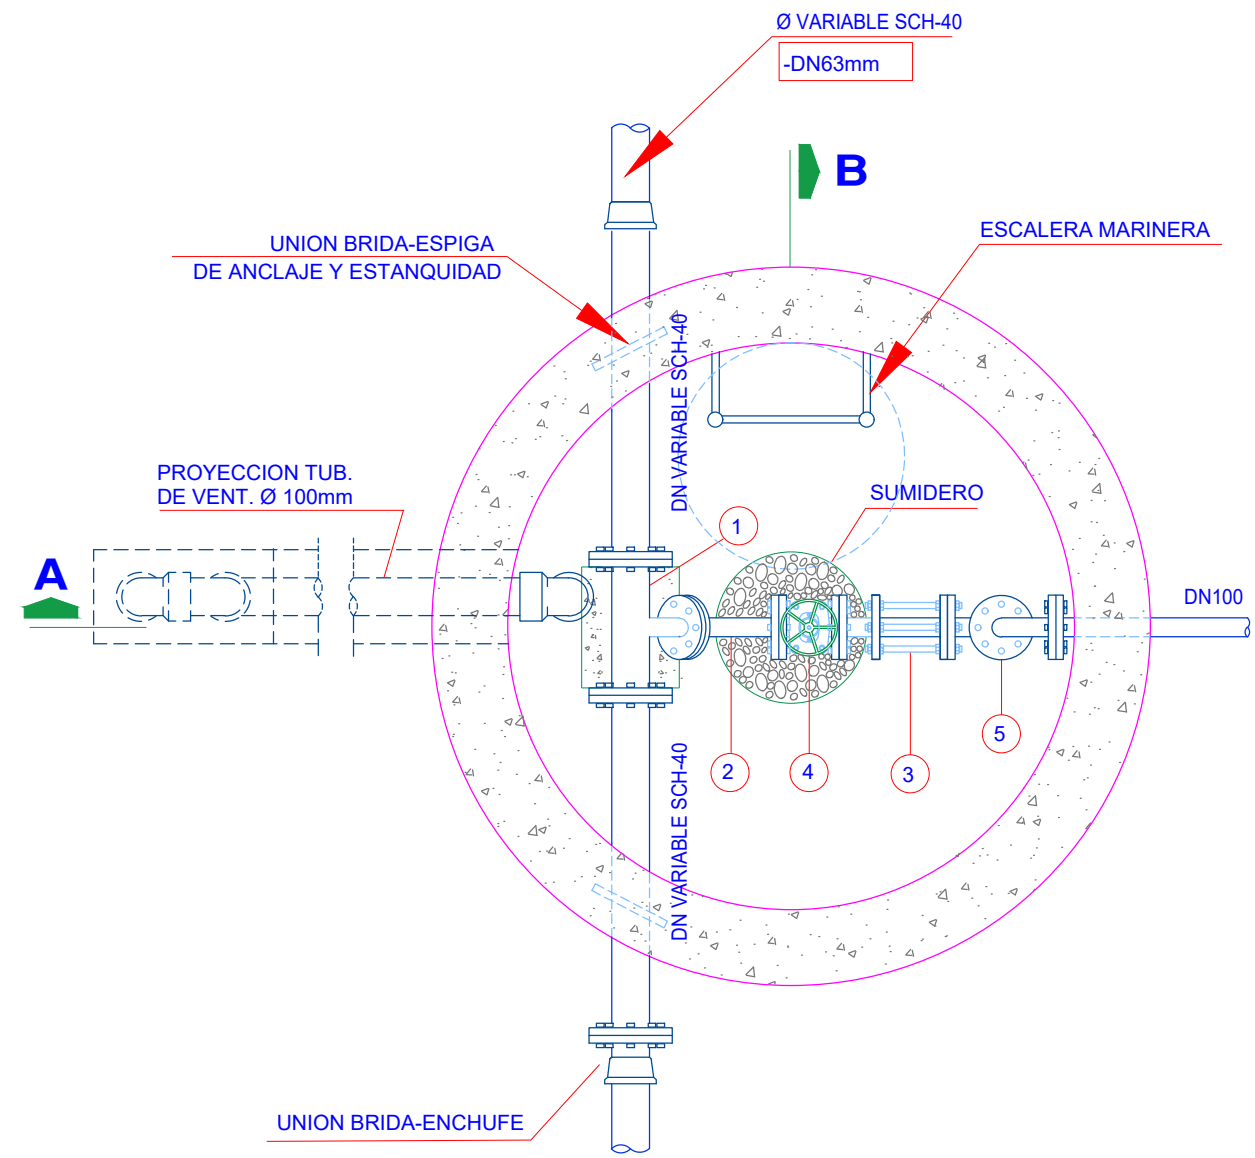 Ø VARIABLE SCH-40
-DN63mm
B
UNION BRIDA-ESPIGA
DE ANCLAJE Y ESTANQUIDAD
ESCALERA MARINERA
DN VARIABLE SCH-40
PROYECCION TUB.
DE VENT. Ø 100mm
SUMIDERO
1
A
DN100
2
4
3
5
DN VARIABLE SCH-40
UNION BRIDA-ENCHUFE